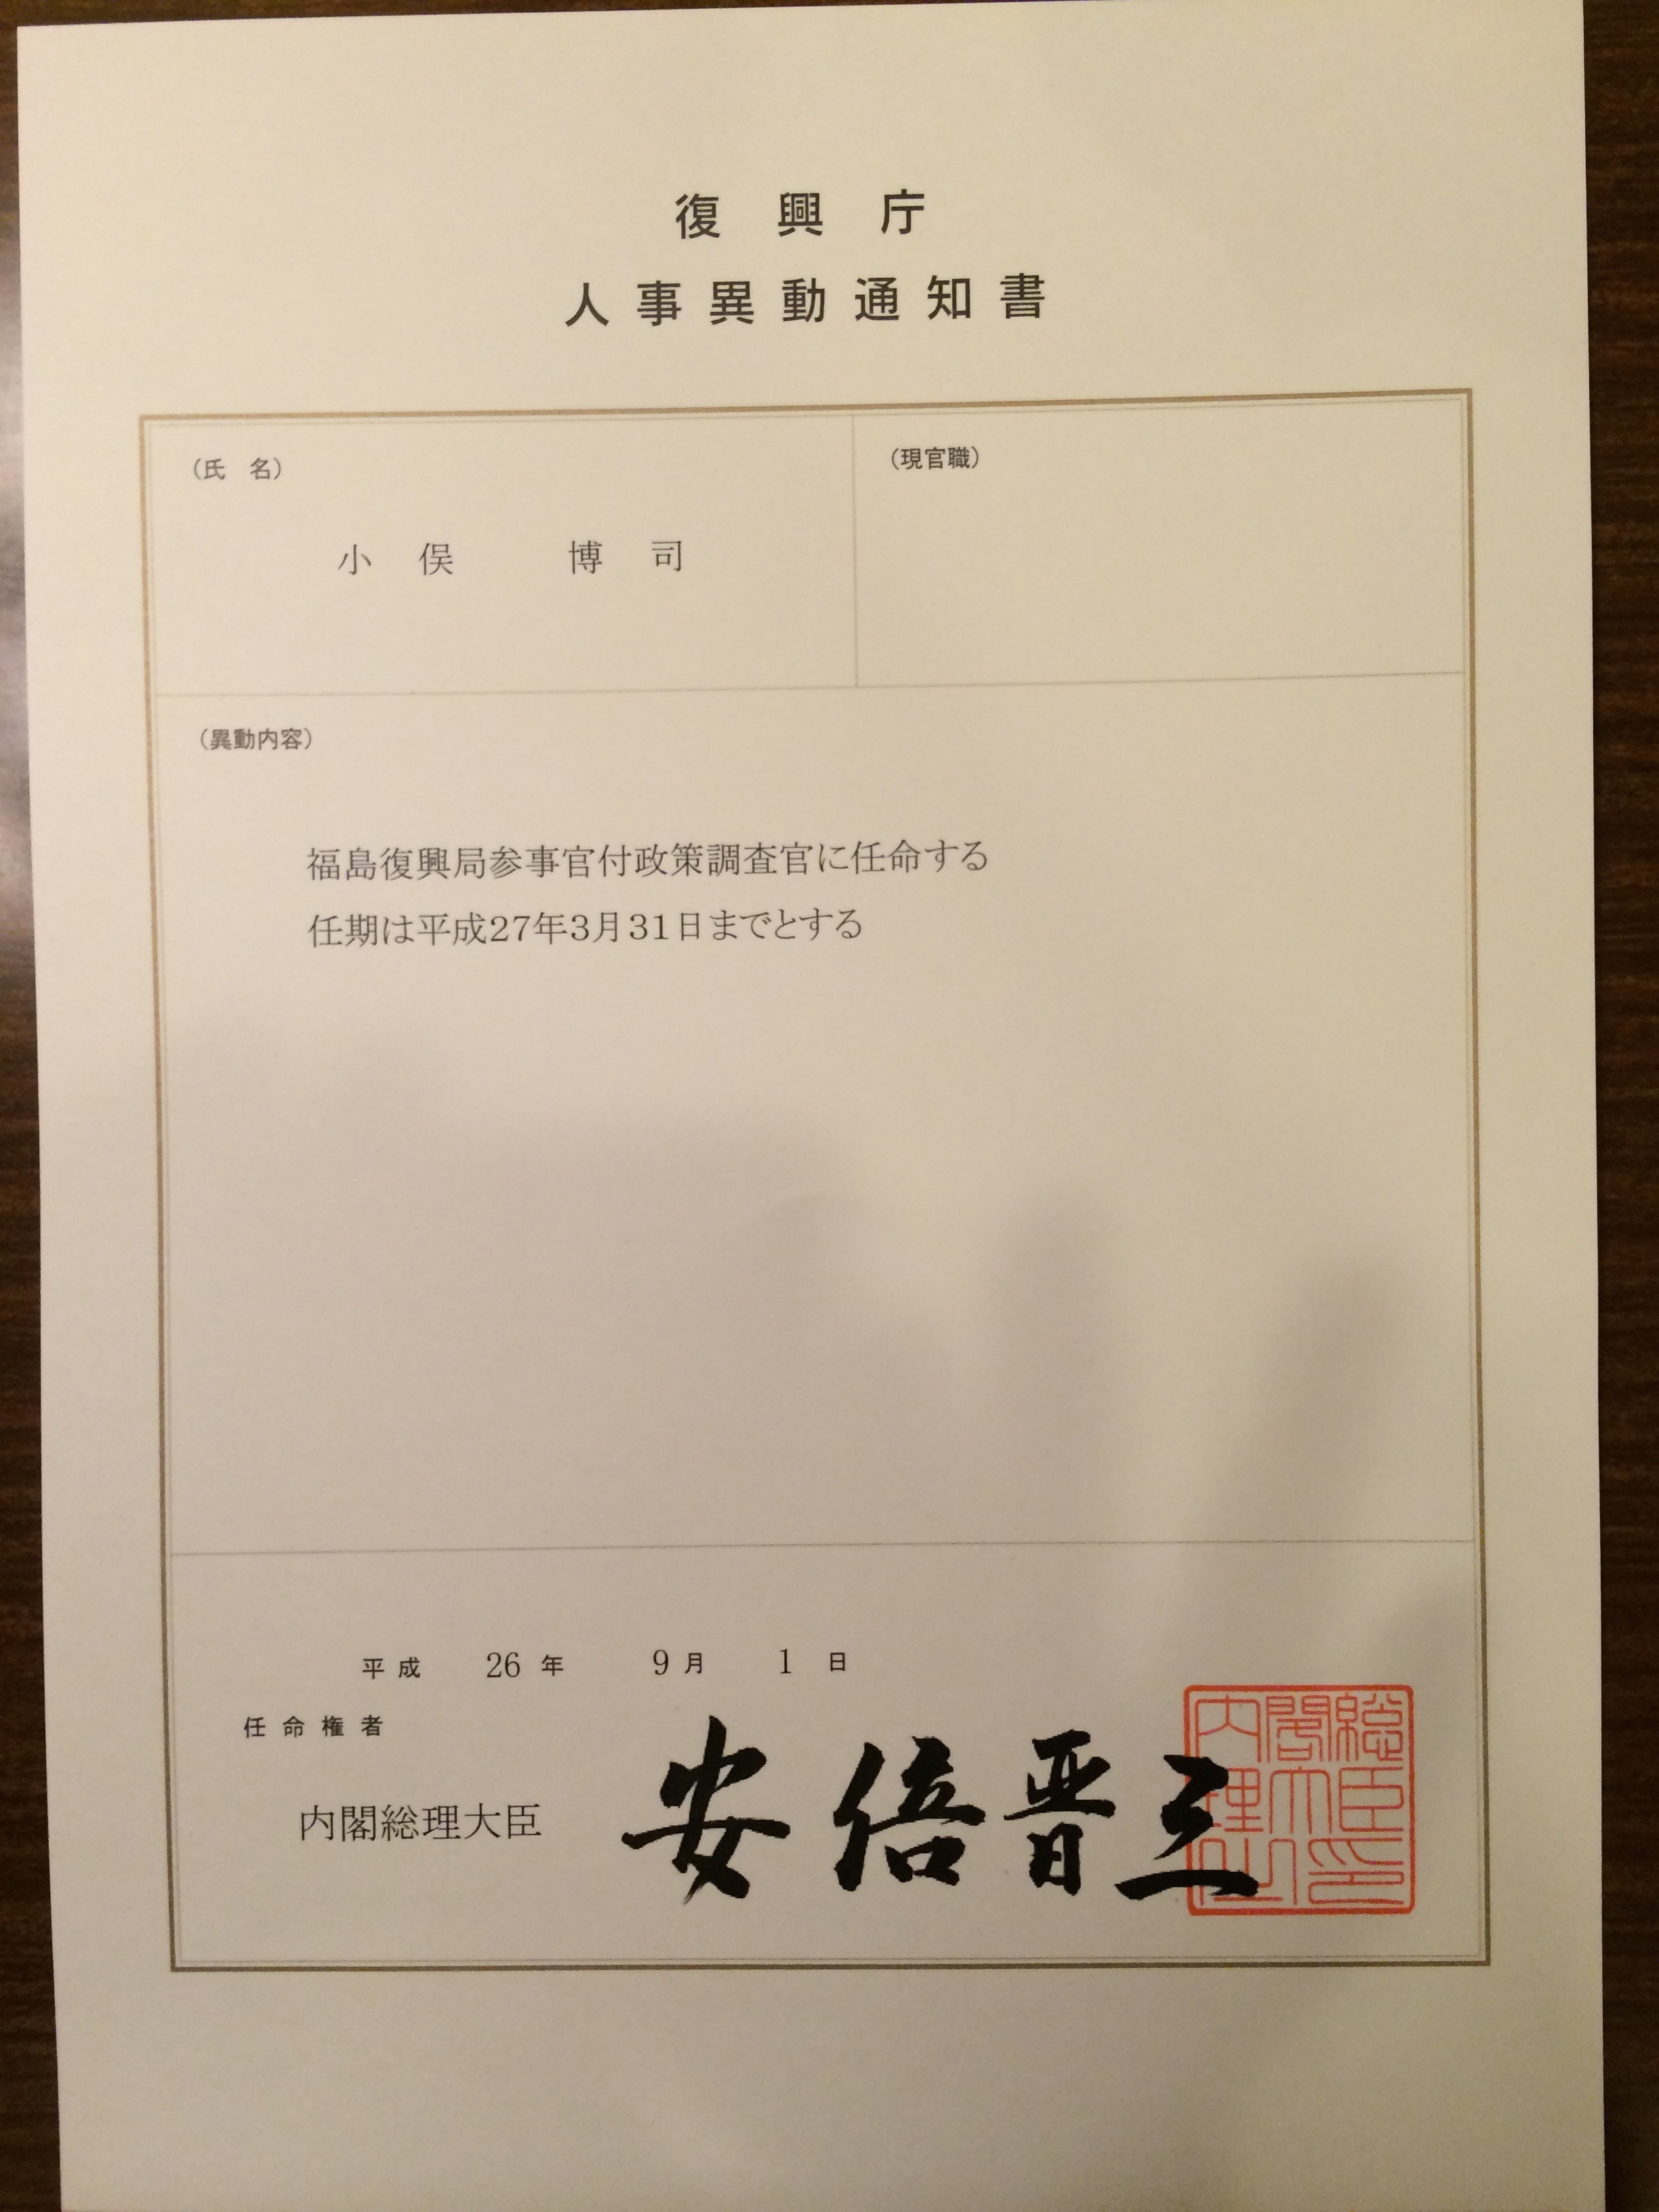 復興庁
人事異動通知書
（氏 名）
（現官職）
小俣 博司
（異動内容）
福島復興局参事官付政策調査官に任命する
任期は平成27年3月31日までとする
平成 26 年 9 月 1 日
任命権者
内閣総理大臣 安倍晋三
内閣総理大臣之印